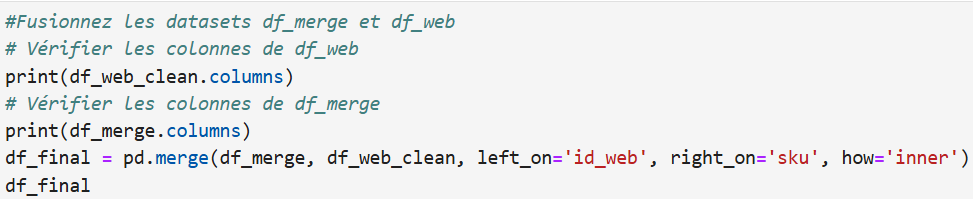 #Fusionnez les datasets df_merge et df_web
# Vérifier les colonnes de df_web
print(df_web_clean.columns)
# Vérifier les colonnes de df_merge
print(df_merge.columns)
df_final = pd.merge(df_merge, df_web_clean, left_on='id_web', right_on='sku', how='inner')
df_final